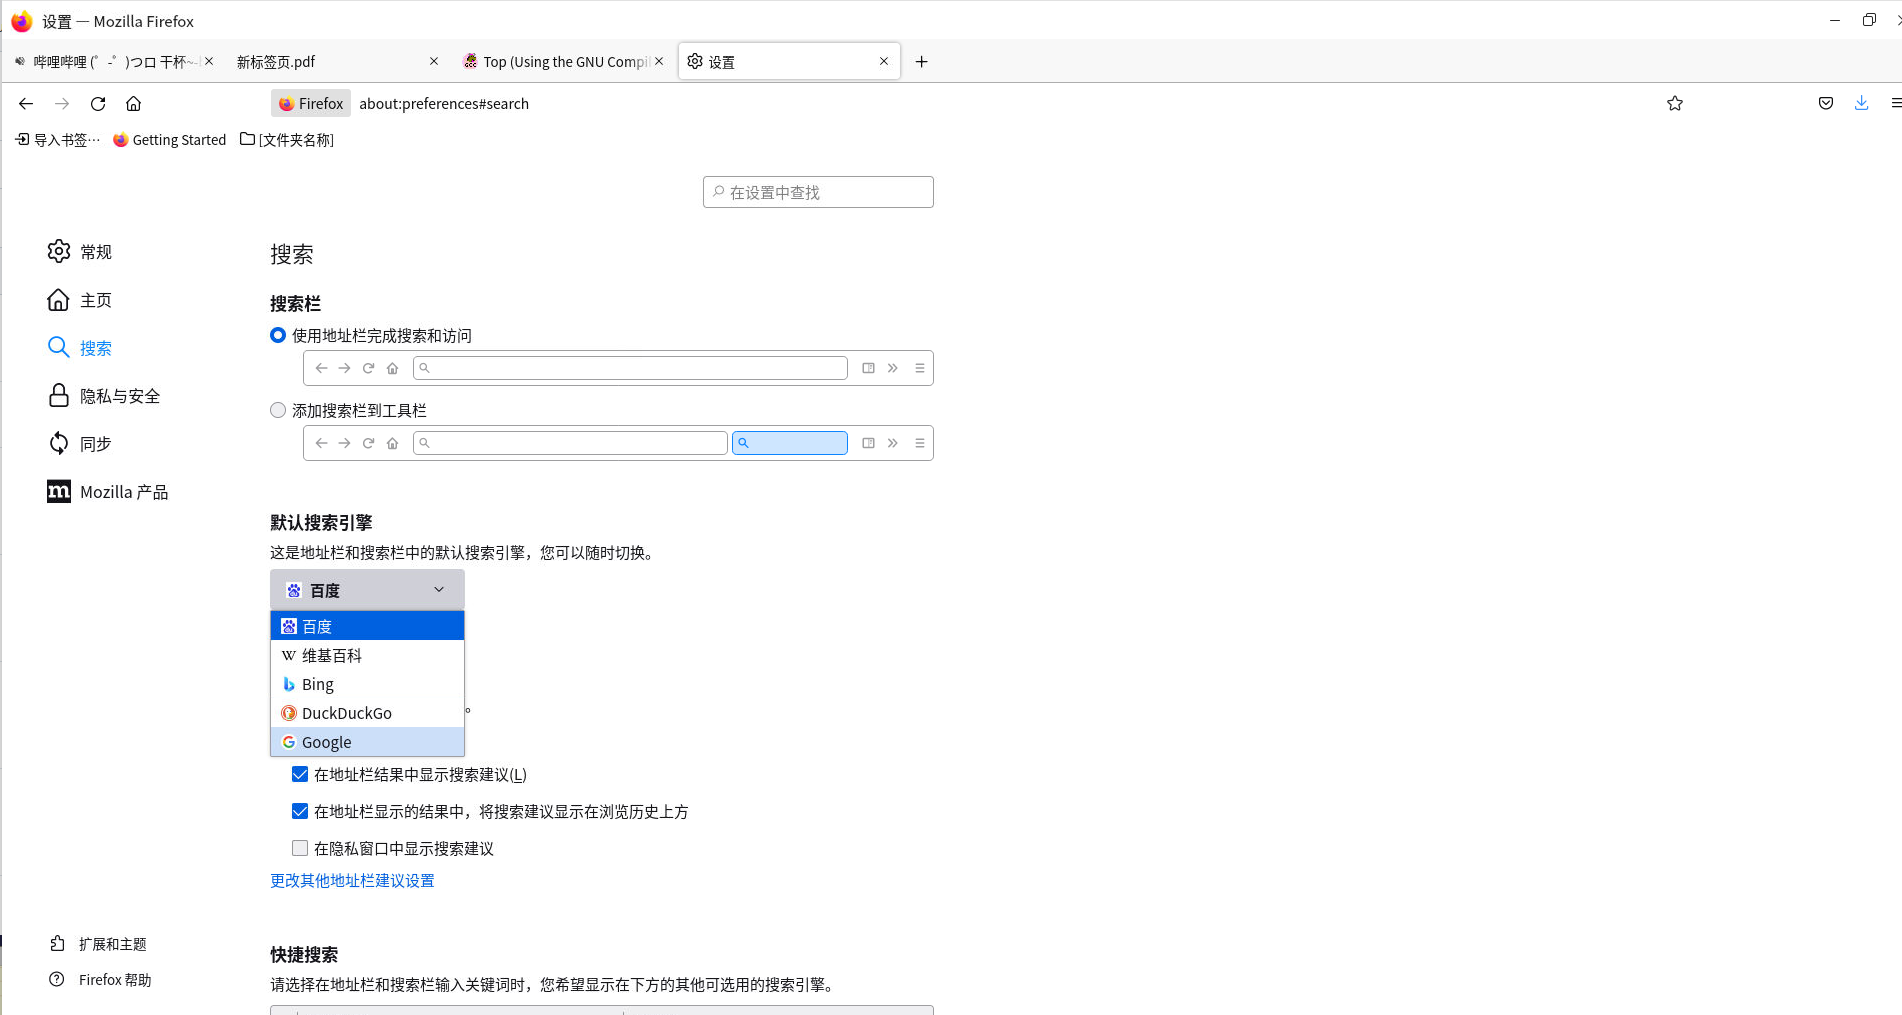 设置 — Mozilla Firefox
哔哩哔哩 (゜-゜)つロ 干杯~-
新标签页.pdf
Top (Using the GNU Compil
设置
Firefox about:preferences#search
导入书签… Getting Started [文件夹名称]
在设置中查找
常规
主页
搜索
隐私与安全
同步
Mozilla 产品
扩展和主题
Firefox 帮助
搜索
搜索栏
使用地址栏完成搜索和访问
添加搜索栏到工具栏
默认搜索引擎
这是地址栏和搜索栏中的默认搜索引擎，您可以随时切换。
百度
百度
维基百科
Bing
DuckDuckGo
。
Google
在地址栏结果中显示搜索建议(L)
在地址栏显示的结果中，将搜索建议显示在浏览历史上方
在隐私窗口中显示搜索建议
更改其他地址栏建议设置
快捷搜索
请选择在地址栏和搜索栏输入关键词时，您希望显示在下方的其他可选用的搜索引擎。